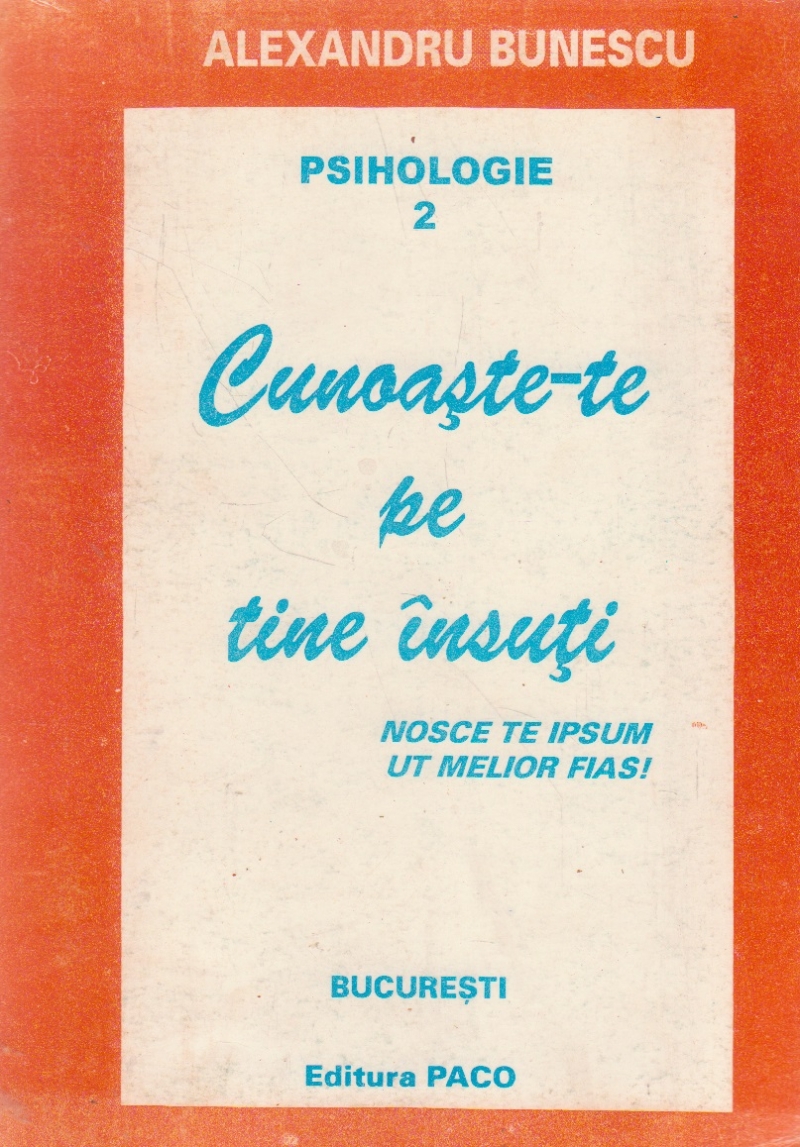 ALEXANDRU BUNESCU
PSIHOLOGIE
2
Cunoaşte-te
pe
tine însuţi
NOSCE TE IPSUM
UT MELIOR FIAS!
BUCUREŞTI
Editura PACO